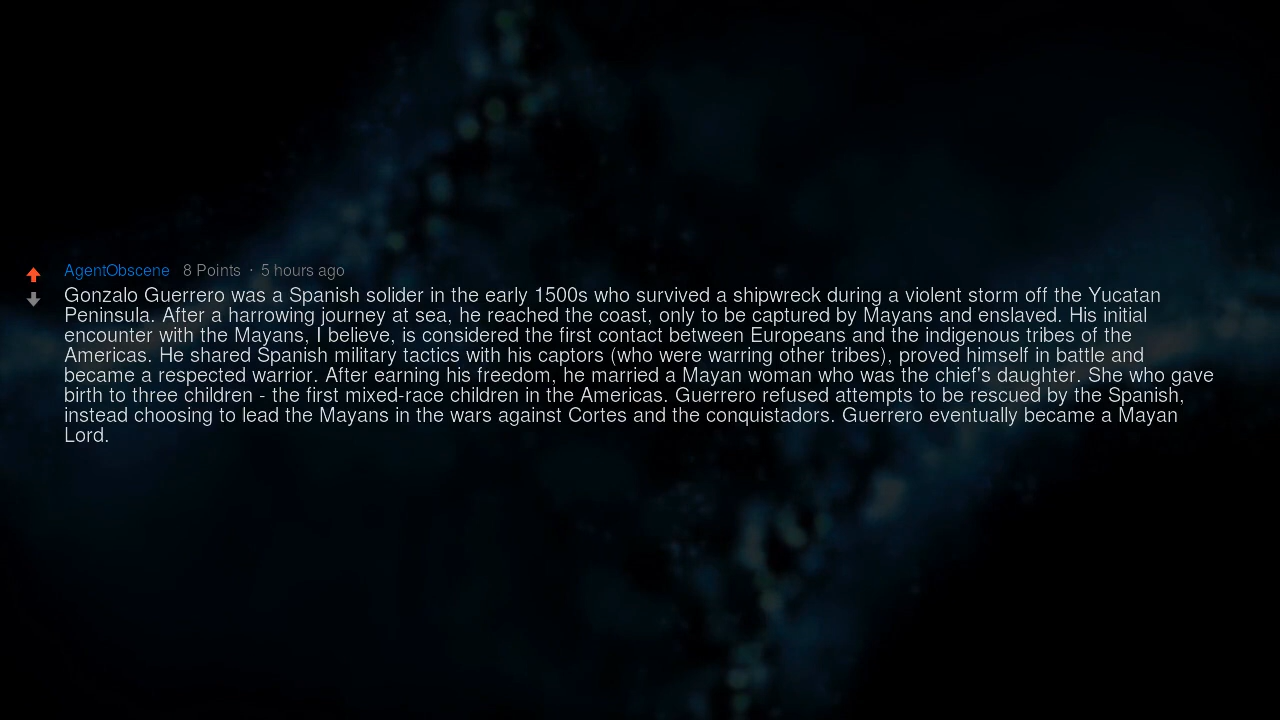 AgentObscene 8 Points · 5 hours ago
Gonzalo Guerrero was a Spanish solider in the early 1500s who survived a shipwreck during a violent storm off the Yucatan
Peninsula. After a harrowing journey at sea, he reached the coast, only to be captured by Mayans and enslaved. His initial
encounter with the Mayans, I believe, is considered the first contact between Europeans and the indigenous tribes of the
Americas. He shared Spanish military tactics with his captors (who were warring other tribes), proved himself in battle and
became a respected warrior. After earning his freedom, he married a Mayan woman who was the chief's daughter. She who gave
birth to three children - the first mixed-race children in the Americas. Guerrero refused attempts to be rescued by the Spanish,
instead choosing to lead the Mayans in the wars against Cortes and the conquistadors. Guerrero eventually became a Mayan
Lord.